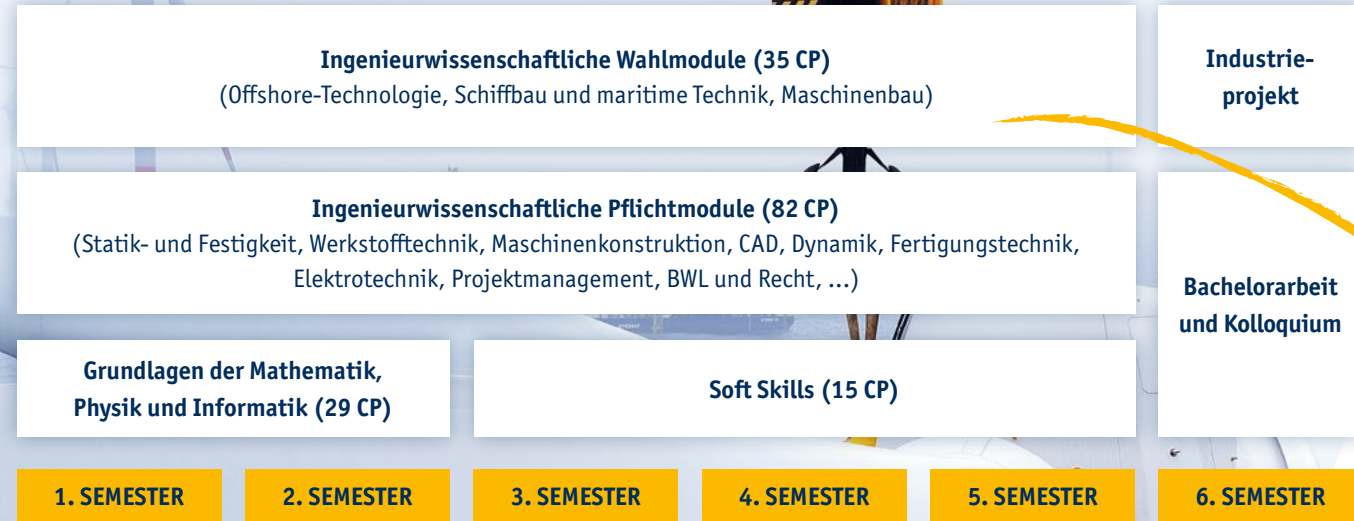 Ingenieurwissenschaftliche Wahlmodule (35 CP)
(Offshore-Technologie, Schiffbau und maritime Technik, Maschinenbau)
Industrie-
projekt
Ingenieurwissenschaftliche Pflichtmodule (82 CP)
(Statik- und Festigkeit, Werkstofftechnik, Maschinenkonstruktion, CAD, Dynamik, Fertigungstechnik,
Elektrotechnik, Projektmanagement, BWL und Recht, ...)
Bachelorarbeit
und Kolloquium
Grundlagen der Mathematik,
Physik und Informatik (29 CP)
Soft Skills (15 CP)
1. SEMESTER
2. SEMESTER
3. SEMESTER
4. SEMESTER
5. SEMESTER
6. SEMESTER